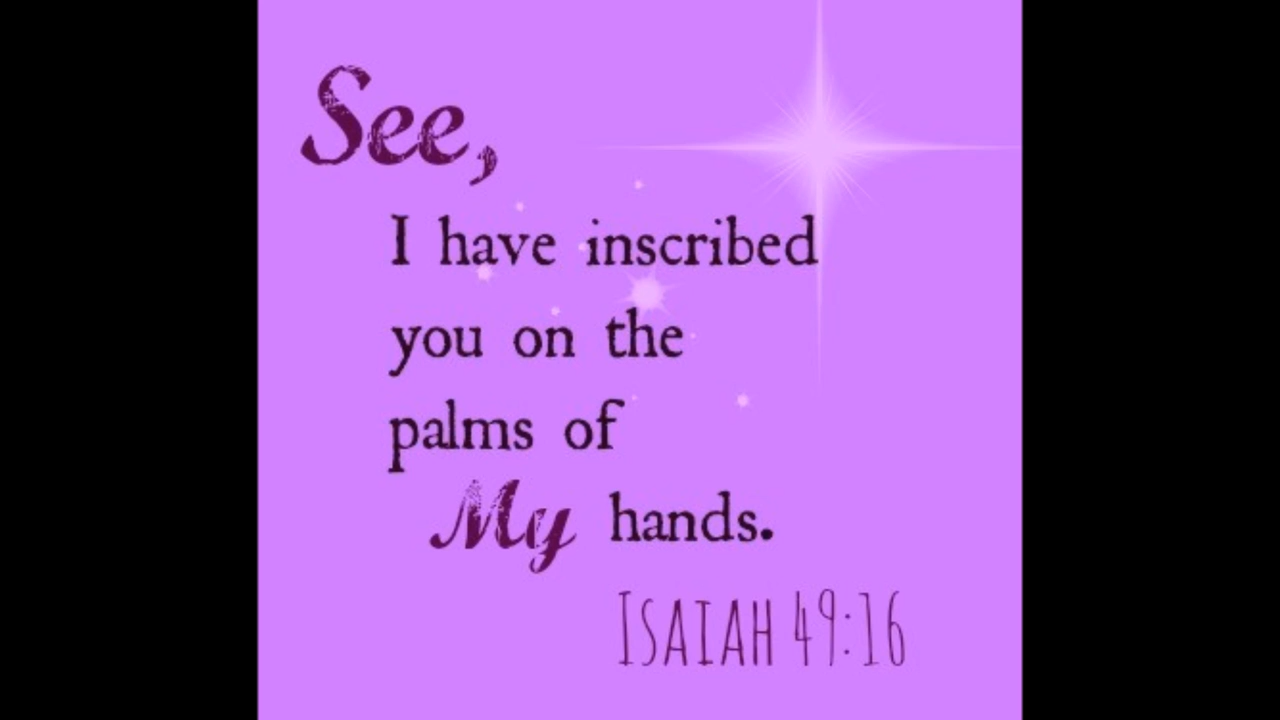 See,
I have inscribed
you on the
palms of
My hands.
Isaiah 49:16